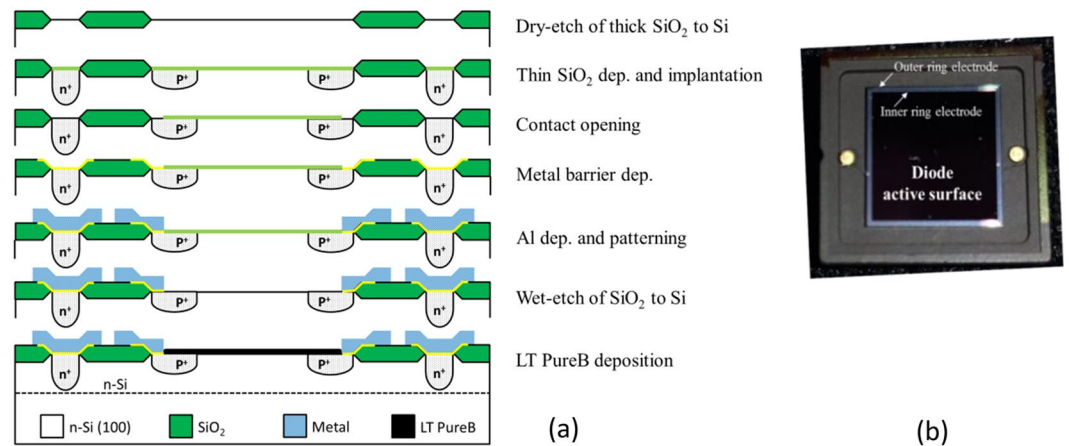 Dry-etch of thick SiO₂ to Si
n⁺ P⁺ P⁺ n⁺
Thin SiO₂ dep. and implantation
n⁺ P⁺ P⁺ n⁺
Contact opening
n⁺ P⁺ P⁺ n⁺
Metal barrier dep.
n⁺ P⁺ P⁺ n⁺
Al dep. and patterning
n⁺ P⁺ P⁺ n⁺
Wet-etch of SiO₂ to Si
n⁺ P⁺ P⁺ n⁺
LT PureB deposition
n-Si
n-Si (100) SiO₂ Metal LT PureB
(a)
Outer ring electrode
Inner ring electrode
Diode
active surface
(b)